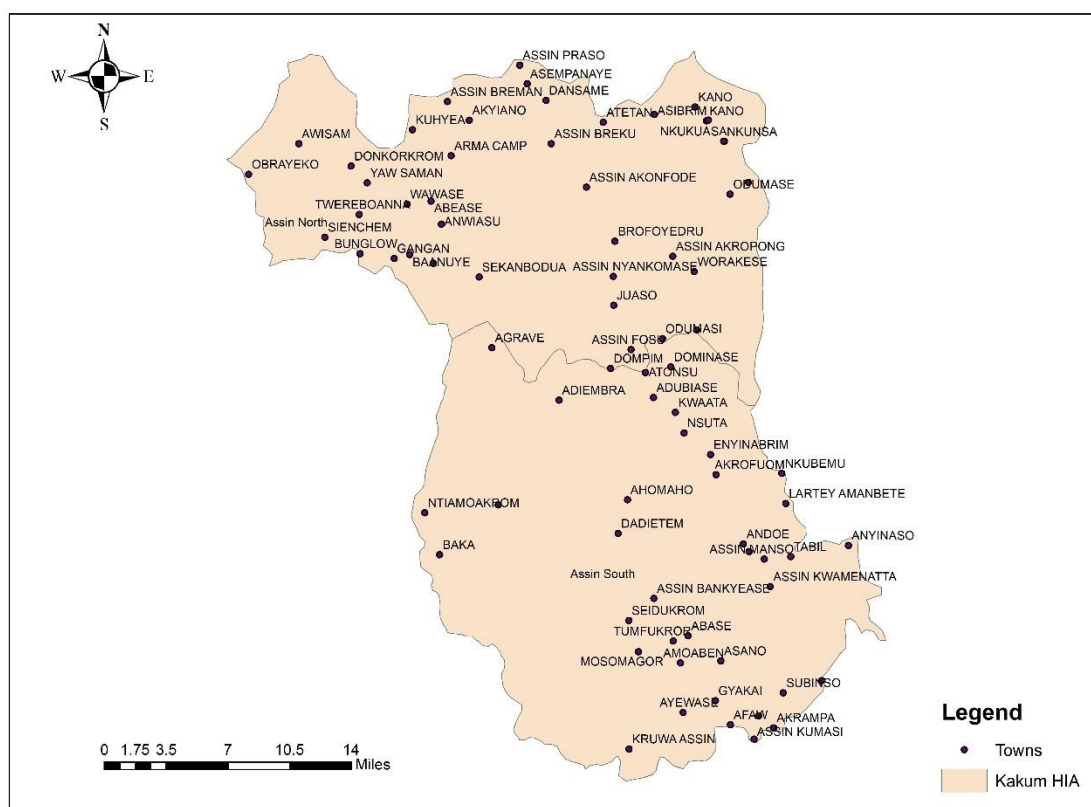 N
W
E
S
ASSIN PRASO
ASEMPANAYE
ASSIN BREMAN
DANSAME
KANO
AKYIANO
ATETAN
ASIBRIM
KANO
KUHYEA
NKUKUASANKUNSA
AWISAM
ARMA CAMP
ASSIN BREKU
DONKORKROM
OBRAYEKO
YAW SAMAN
ASSIN AKONFODE
ODUMASE
WAWASE
TWEREBOANNA
ABEASE
Assin North
SIENCHEM
ANWIASU
BROFOYEDRU
BUNGLOW
GANGAN
ASSIN AKROPONG
BAANUYE
SEKANBODUA
ASSIN NYANKOMASE
WORAKESE
JUASO
AGRAVE
ASSIN FOSU
ODUMASI
DOMPIM
DOMINASE
ATONSU
ADIEMBRA
ADUBIASE
KWAATA
NSUTA
ENYINABRIM
AKROFUOM
NKUBEMU
NTIAMOAKROM
AHOMAHO
LARTEY AMANBETE
DADIETEM
ANDOE
ANYINASO
BAKA
ASSIN MANSO
TABIL
Assin South
ASSIN KWAMENATTA
ASSIN BANKYEASE
SEIDUKROM
TUMFUKROP
ABASE
MOSOMAGOR
AMOABEN
ASANO
SUBINSO
GYAKAI
AYEWASE
AFAW
AKRAMPA
ASSIN KUMASI
KRUWA ASSIN
Legend
Towns
Kakum HIA
0 1.75 3.5 7 10.5 14
Miles